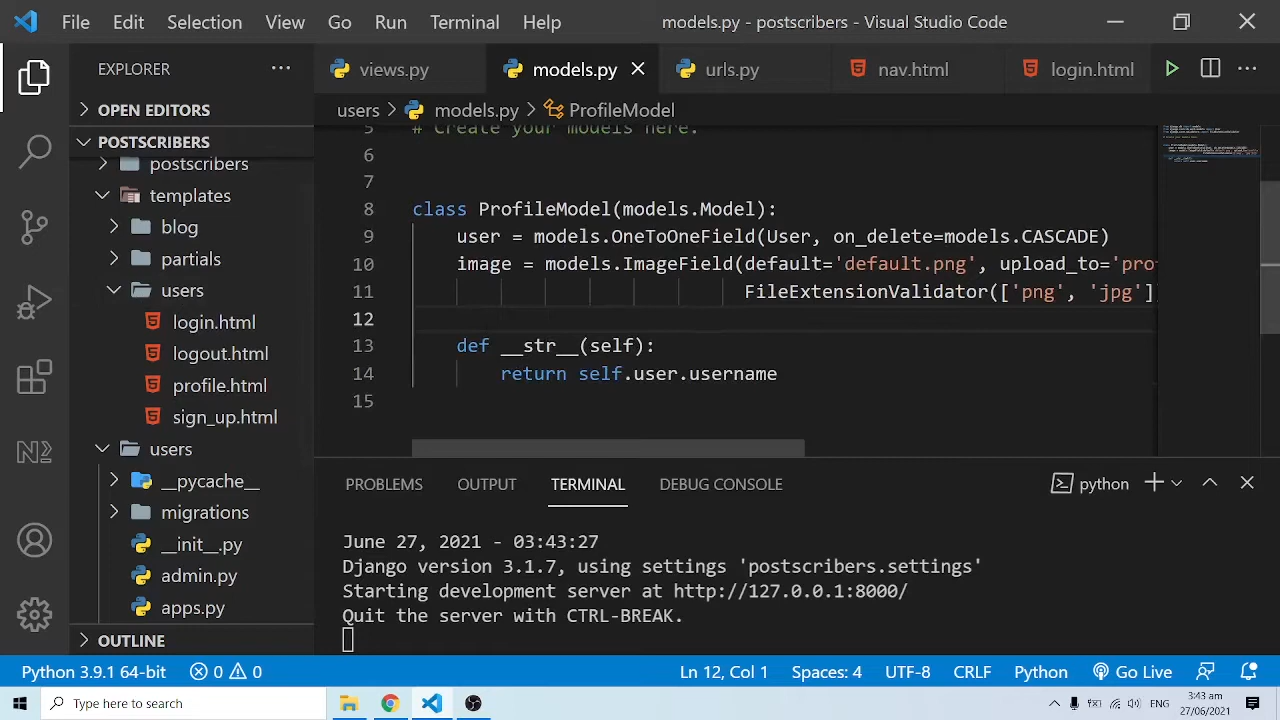 File Edit Selection View Go Run Terminal Help models.py - postscribers - Visual Studio Code
EXPLORER
views.py models.py urls.py nav.html login.html
OPEN EDITORS
users > models.py > ProfileModel
POSTSCRIBERS
postscribers
templates
blog
partials
users
login.html
logout.html
profile.html
sign_up.html
users
__pycache__
migrations
__init__.py
admin.py
apps.py
OUTLINE
5 # Create your models here.
6
7
8 class ProfileModel(models.Model):
9 user = models.OneToOneField(User, on_delete=models.CASCADE)
10 image = models.ImageField(default='default.png', upload_to='pro
11 FileExtensionValidator(['png', 'jpg']
12
13 def __str__(self):
14 return self.user.username
15
PROBLEMS OUTPUT TERMINAL DEBUG CONSOLE python
June 27, 2021 - 03:43:27
Django version 3.1.7, using settings 'postscribers.settings'
Starting development server at http://127.0.0.1:8000/
Quit the server with CTRL-BREAK.
Python 3.9.1 64-bit 0 0 Ln 12, Col 1 Spaces: 4 UTF-8 CRLF Python Go Live
Type here to search ENG 3:43 am
27/06/2021